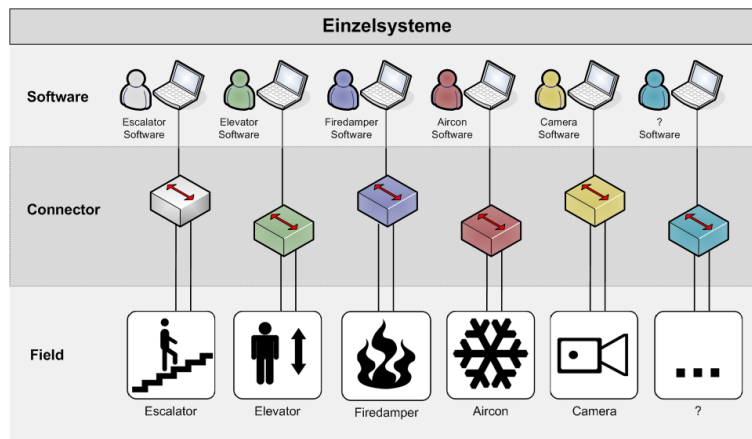 Einzelsysteme
Software
Escalator
Software
Elevator
Software
Firedamper
Software
Aircon
Software
Camera
Software
?
Software
Connector
Field
Escalator
Elevator
Firedamper
Aircon
Camera
?